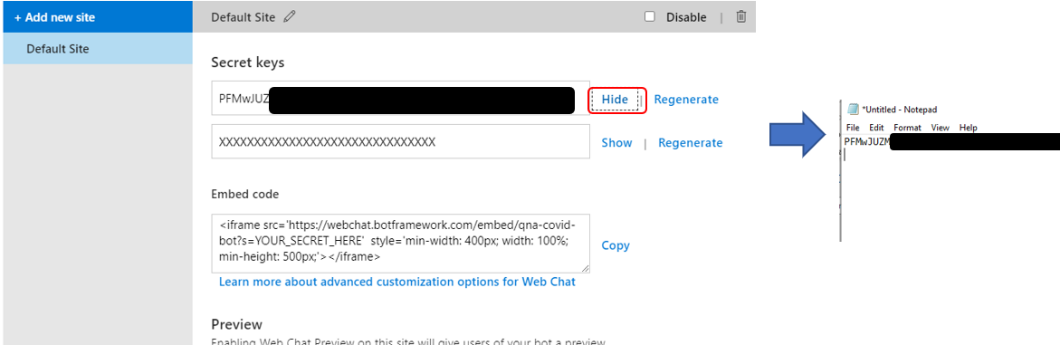 + Add new site
Default Site
Default Site
Disable |
Secret keys
PFMwJUZ
Hide | Regenerate
XXXXXXXXXXXXXXXXXXXXXXXXXXXXXXX
Show | Regenerate
Embed code
<iframe src='https://webchat.botframework.com/embed/qna-covid-
bot?s=YOUR_SECRET_HERE' style='min-width: 400px; width: 100%;
min-height: 500px;'></iframe>
Copy
Learn more about advanced customization options for Web Chat
Preview
Enabling Web Chat Preview on this site will give users of your bot a preview
*Untitled - Notepad
File Edit Format View Help
PFMwJUZM